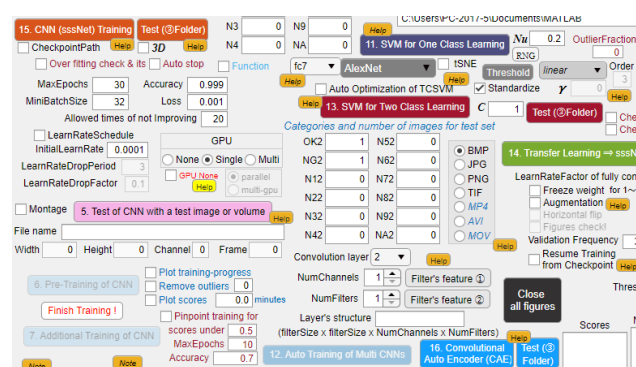 C:\Users\PC-2017-5\Documents\MATLAB
15. CNN (sssNet) Training Test (③Folder) N3 0 N9 0 Help Nu 0.2 OutlierFraction
CheckpointPath Help 3D Help N4 0 NA 0 11. SVM for One Class Learning RNG 0
Over fitting check & its Auto stop Function fc7 AlexNet tSNE Threshold linear Order
MaxEpochs 30 Accuracy 0.999 Help Auto Optimization of TCSVM Help Standardize γ 0 3
MiniBatchSize 32 Loss 0.001 Help 13. SVM for Two Class Learning C 1 Test (③Folder) Help
Allowed times of not Improving 20 Che
Categories and number of images for test set Che
LearnRateSchedule GPU OK2 1 N52 0 BMP 14. Transfer Learning ⇒ sssN
InitialLearnRate 0.0001 None Single Multi NG2 1 N62 0 JPG
LearnRateDropPeriod 3 GPU None parallel N12 0 N72 0 PNG LearnRateFactor of fully con
LearnRateDropFactor 0.1 Help multi-gpu N22 0 N82 0 TIF Freeze weight for 1~
Montage 5. Test of CNN with a test image or volume Help N32 0 N92 0 MP4 Augmentation Help
AVI Horizontal flip
File name N42 0 NA2 0 MOV Figures check!
Width 0 Height 0 Channel 0 Frame 0 Help Validation Frequency 3
Convolution layer 2 Help Resume Training
from Checkpoint Help
6. Pre-Training of CNN Plot training-progress NumChannels 1 Filter's feature ①
Remove outliers 0 Close all figures Thres
Plot scores 0.0 minutes NumFilters 1 Filter's feature ②
Finish Training ! Pinpoint training for Layer's structure
scores under 0.5 (filterSize x filterSize x NumChannels x NumFilters) Help Scores
7. Additional Training of CNN MaxEpochs 10 12. Auto Training of Multi CNNs 16. Convolutional Auto Encoder (CAE) Test (③ Folder)
Note Note Accuracy 0.7